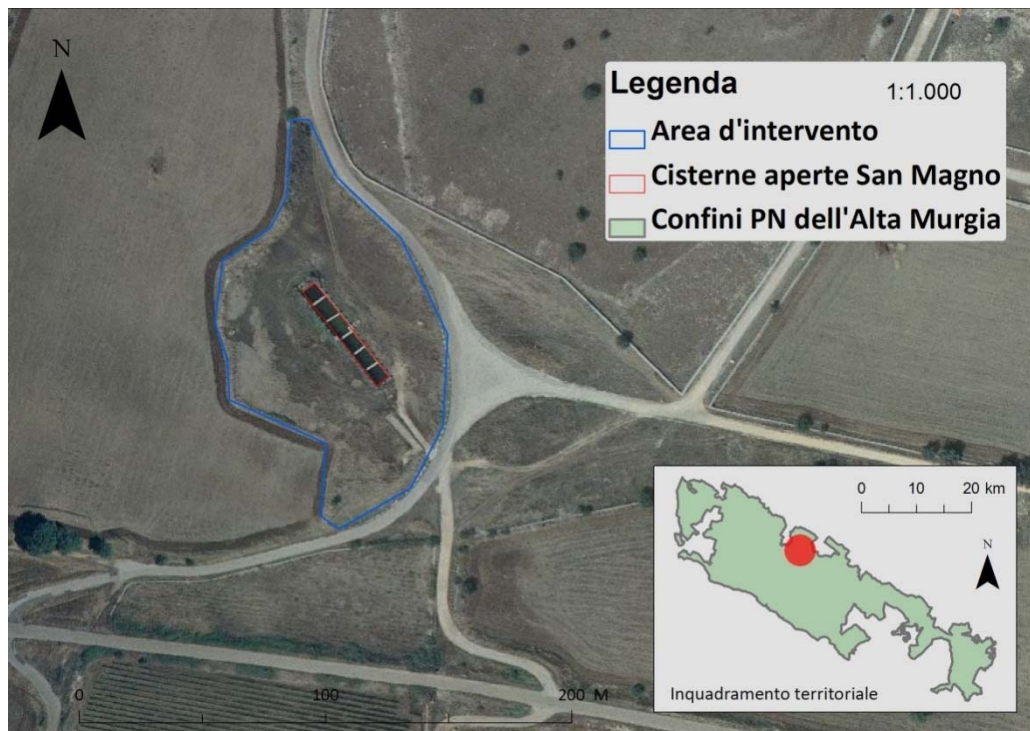 N
Legenda
1:1.000
Area d'intervento
Cisterne aperte San Magno
Confini PN dell'Alta Murgia
0 10 20 km
N
Inquadramento territoriale
0 100 200 M